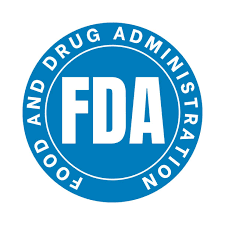 FOOD AND DRUG ADMINISTRATION
FDA